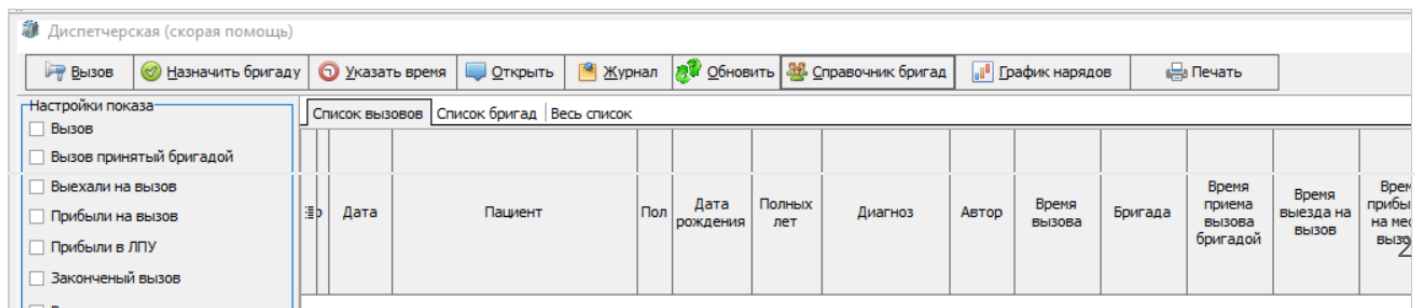 Диспетчерская (скорая помощь)
Вызов Назначить бригаду Указать время Открыть Журнал Обновить Справочник бригад График нарядов Печать
Настройки показа
Вызов
Вызов принятый бригадой
Выехали на вызов
Прибыли на вызов
Прибыли в ЛПУ
Законченый вызов
Список вызовов Список бригад Весь список
Дата
Пациент
Пол
Дата
рождения
Полных
лет
Диагноз
Автор
Время
вызова
Бригада
Время
приема
вызова
бригадой
Время
выезда на
вызов
2